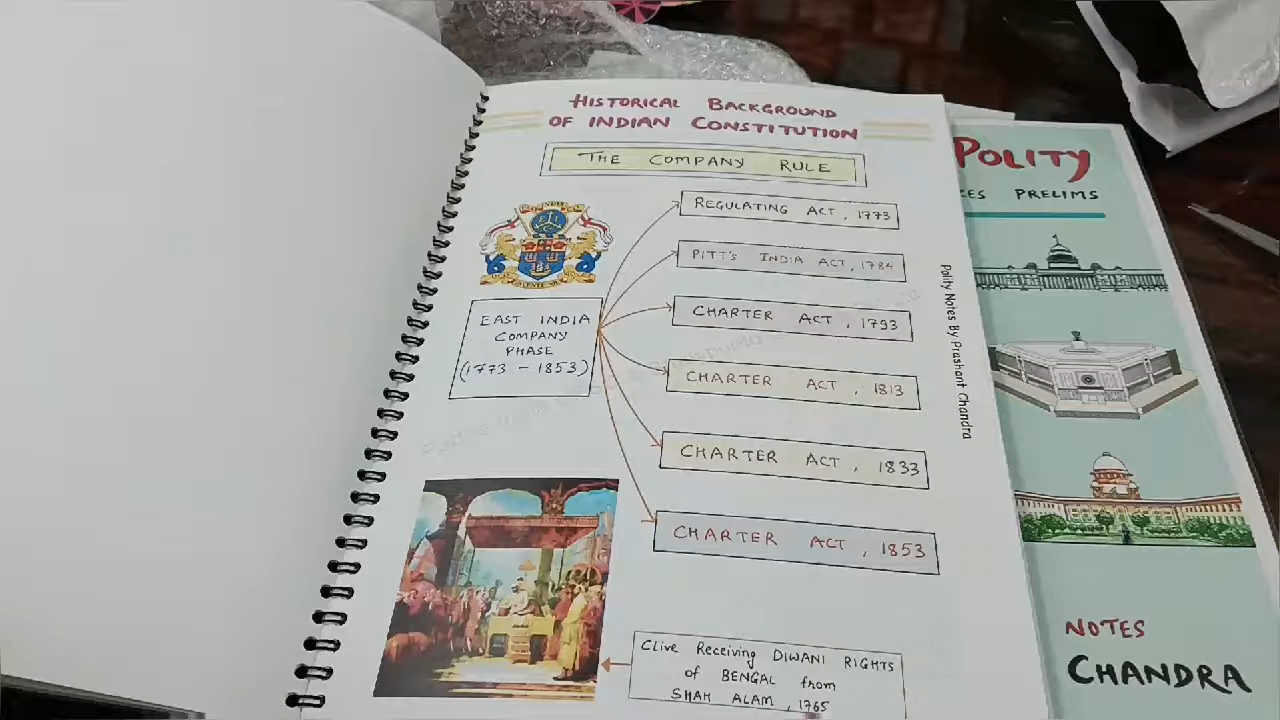 HISTORICAL BACKGROUND
OF INDIAN CONSTITUTION
THE COMPANY RULE
REGULATING ACT, 1773
PITT'S INDIA ACT, 1784
CHARTER ACT, 1793
CHARTER ACT, 1813
CHARTER ACT, 1833
CHARTER ACT, 1853
EAST INDIA
COMPANY
PHASE
(1773 - 1853)
Clive Receiving DIWANI RIGHTS
of BENGAL from
SHAH ALAM, 1765
Polity Notes By Prashant Chandra
POLITY
PRELIMS
NOTES
CHANDRA